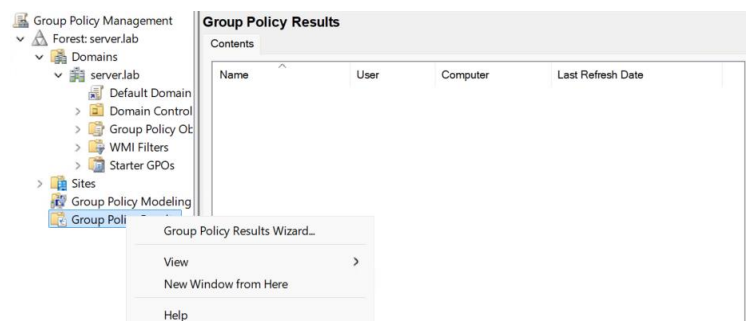 Group Policy Management
Forest: server.lab
Domains
server.lab
Default Domain
Domain Control
Group Policy Ob
WMI Filters
Starter GPOs
Sites
Group Policy Modeling
Group Poli
Group Policy Results
Contents
Name User Computer Last Refresh Date
Group Policy Results Wizard...
View
New Window from Here
Help